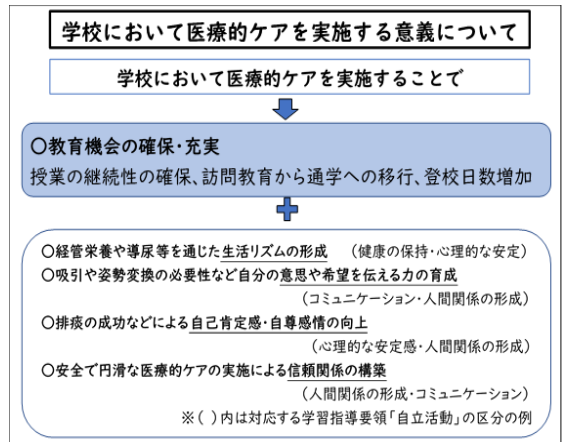 学校において医療的ケアを実施する意義について
学校において医療的ケアを実施することで
〇教育機会の確保・充実
授業の継続性の確保、訪問教育から通学への移行、登校日数増加
〇経管栄養や導尿等を通じた生活リズムの形成 (健康の保持・心理的な安定)
〇吸引や姿勢変換の必要性など自分の意思や希望を伝える力の育成
(コミュニケーション・人間関係の形成)
〇排痰の成功などによる自己肯定感・自尊感情の向上
(心理的な安定感・人間関係の形成)
〇安全で円滑な医療的ケアの実施による信頼関係の構築
(人間関係の形成・コミュニケーション)
※( )内は対応する学習指導要領「自立活動」の区分の例